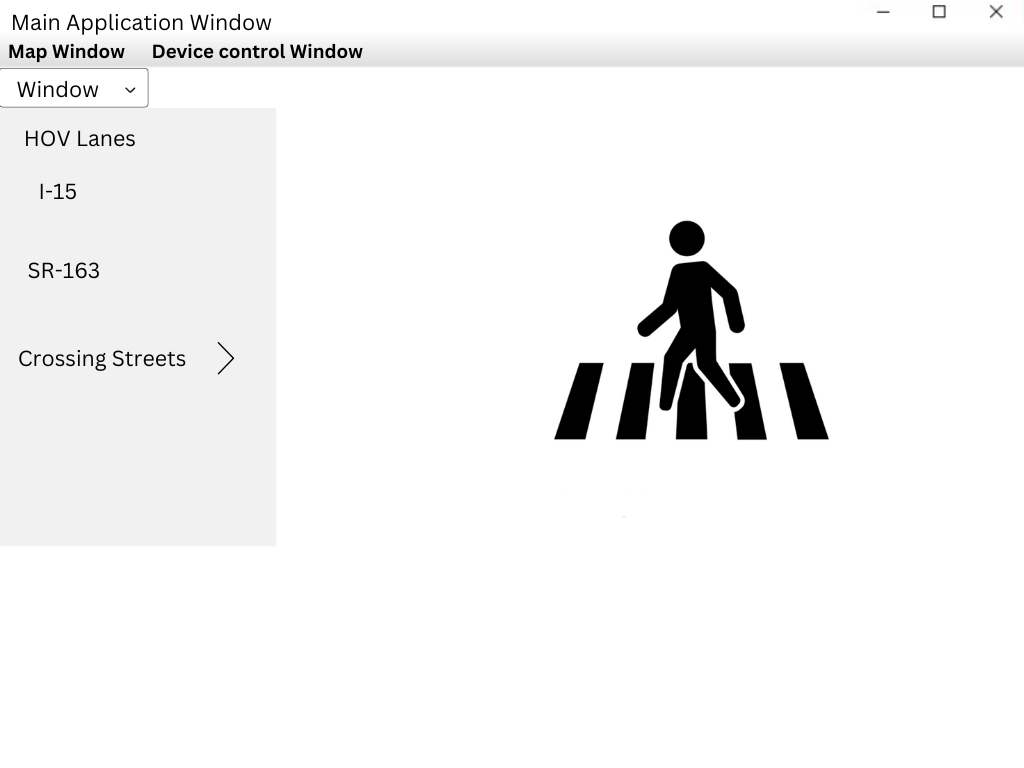 Main Application Window
Map Window Device control Window
Window
HOV Lanes
I-15
SR-163
Crossing Streets